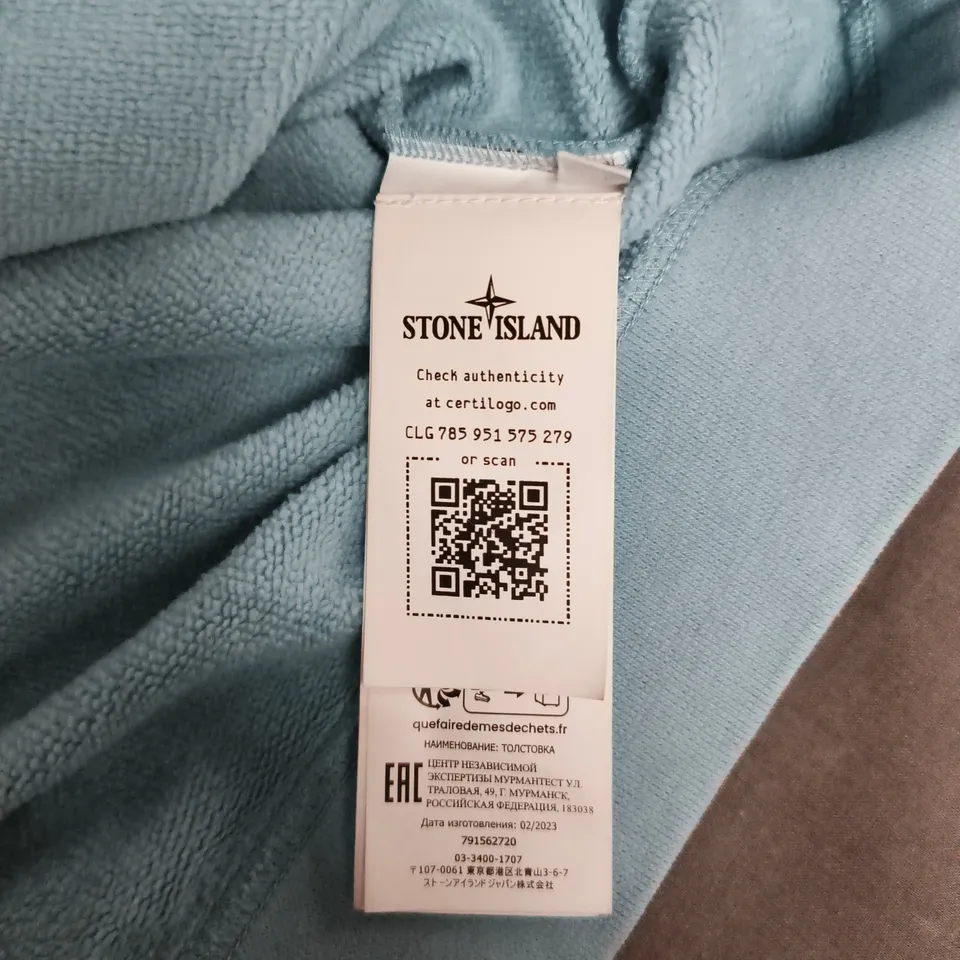 STONE ISLAND
Check authenticity
at certilogo.com
CLG 785 951 575 279
or scan
quefairedemesdechets.fr
НАИМЕНОВАНИЕ: ТОЛСТОВКА
EAC
ЦЕНТР НЕЗАВИСИМОЙ
ЭКСПЕРТИЗЫ МУРМАНТЕСТ УЛ.
ТРАЛОВАЯ, 49, Г. МУРМАНСК,
РОССИЙСКАЯ ФЕДЕРАЦИЯ, 183038
Дата изготовления: 02/2023
791562720
03-3400-1707
〒107-0061 東京都港区北青山3-6-7
ストーンアイランドジャパン株式会社